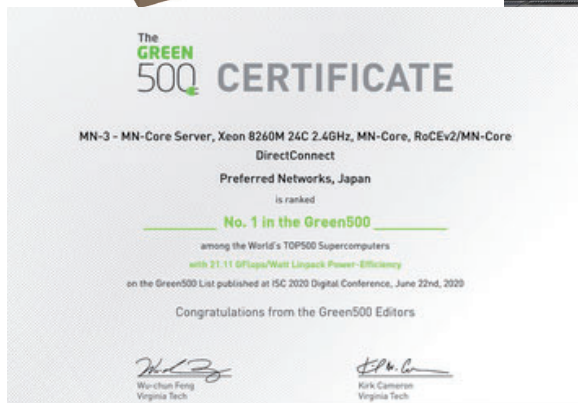 The
GREEN
500 CERTIFICATE
MN-3 - MN-Core Server, Xeon 8260M 24C 2.4GHz, MN-Core, RoCEv2/MN-Core
DirectConnect
Preferred Networks, Japan
is ranked
No. 1 in the Green500
among the World's TOP500 Supercomputers
with 21.11 GFlops/Watt Linpack Power-Efficiency
on the Green500 List published at ISC 2020 Digital Conference, June 22nd, 2020
Congratulations from the Green500 Editors
Wu-chun Feng
Kirk Cameron
Virginia Tech
Virginia Tech